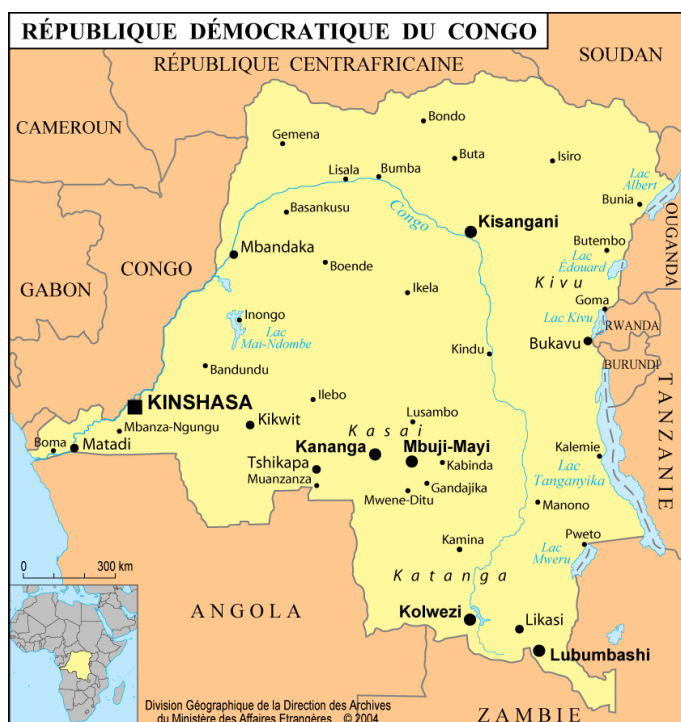 RÉPUBLIQUE DÉMOCRATIQUE DU CONGO
SOUDAN
RÉPUBLIQUE CENTRAFRICAINE
CAMEROUN
Bondo
Gemena
Buta
Isiro
Lisala
Bumba
Lac
Albert
Bunia
Basankusu
Congo
Kisangani
OUGANDA
Mbandaka
Butembo
CONGO
Boende
Lac
Édouard
Kivu
GABON
Ikela
Goma
Inongo
Lac Kivu
RWANDA
Lac
Mai-Ndombe
Kindu
Bukavu
BURUNDI
Bandundu
TANZANIE
KINSHASA
Ilebo
Lusambo
Mbanza-Ngungu
Kikwit
Kasai
Boma
Matadi
Kananga
Mbuji-Mayi
Kalemie
Tshikapa
Kabinda
Lac
Tanganyika
Muanzanza
Gandajika
Mwene-Ditu
Manono
Kamina
Pweto
Lac
Mweru
0 300 km
Katanga
ANGOLA
Kolwezi
Likasi
Lubumbashi
Division Géographique de la Direction des Archives
du Ministère des Affaires Etrangères © 2004
ZAMBIE